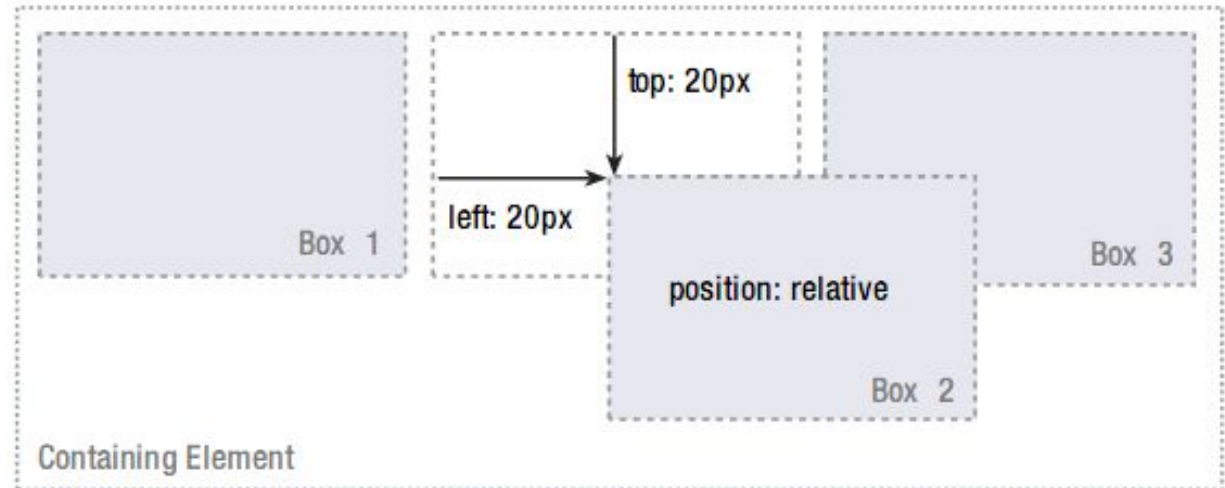 top: 20px
left: 20px
Box 1
Box 3
position: relative
Box 2
Containing Element